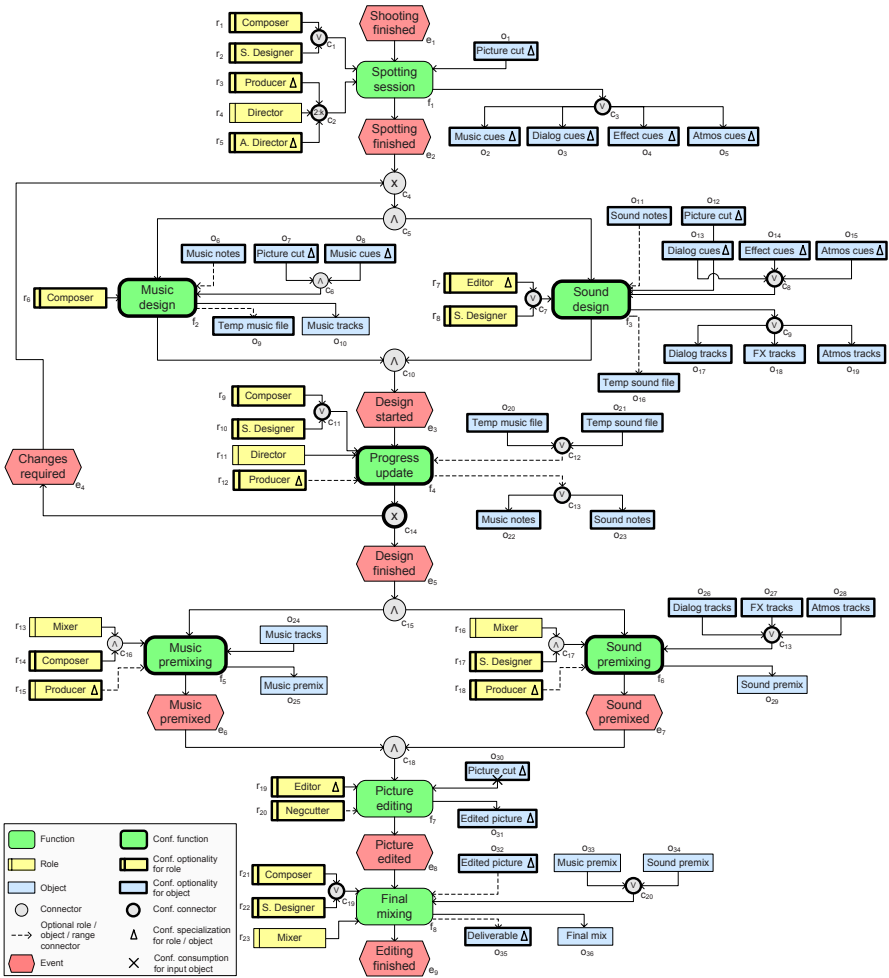 r1 Composer
Shooting
finished
e1
V
c1
o1
Picture cut Δ
r2 S. Designer
r3 Producer Δ
Spotting
session
f1
r4 Director
2:k
c2
V
c3
r5 A. Director Δ
Spotting
finished
e2
Music cues Δ
o2
Dialog cues Δ
o3
Effect cues Δ
o4
Atmos cues Δ
o5
X
c4
Λ
c5
o6
Music notes
o7
Picture cut Δ
o8
Music cues Δ
o11
Sound notes
o12
Picture cut Δ
o13
Dialog cues Δ
o14
Effect cues Δ
o15
Atmos cues Δ
Λ
c6
r6 Composer
Music
design
f2
r7 Editor Δ
r8 S. Designer
V
c7
Sound
design
f3
V
c8
Temp music file
o9
Music tracks
o10
V
c9
Dialog tracks
o17
FX tracks
o18
Atmos tracks
o19
Temp sound file
o16
Λ
c10
r9 Composer
V
c11
r10 S. Designer
Design
started
e3
o20
Temp music file
o21
Temp sound file
V
c12
r11 Director
r12 Producer Δ
Progress
update
f4
Changes
required
e4
V
c13
Music notes
o22
Sound notes
o23
X
c14
Design
finished
e5
Λ
c15
r13 Mixer
Λ
c16
r14 Composer
r15 Producer Δ
Music
premixing
f5
o24
Music tracks
Music premix
o25
r16 Mixer
Λ
c17
r17 S. Designer
r18 Producer Δ
Sound
premixing
f6
o26
Dialog tracks
o27
FX tracks
o28
Atmos tracks
V
c13
Sound premix
o29
Music
premixed
e6
Sound
premixed
e7
Λ
c18
r19 Editor Δ
r20 Negcutter
Picture
editing
f7
o30
Picture cut Δ
Edited picture Δ
o31
Picture
edited
e8
o32
Edited picture Δ
o33
Music premix
o34
Sound premix
V
c20
r21 Composer
V
c19
r22 S. Designer
r23 Mixer
Final
mixing
f8
Deliverable Δ
o35
Final mix
o36
Editing
finished
e9
Function
Conf. function
Role
Conf. optionality
for role
Object
Conf. optionality
for object
Connector
Conf. connector
Optional role /
object / range
connector
Δ Conf. specialization
for role / object
Event
Conf. consumption
for input object